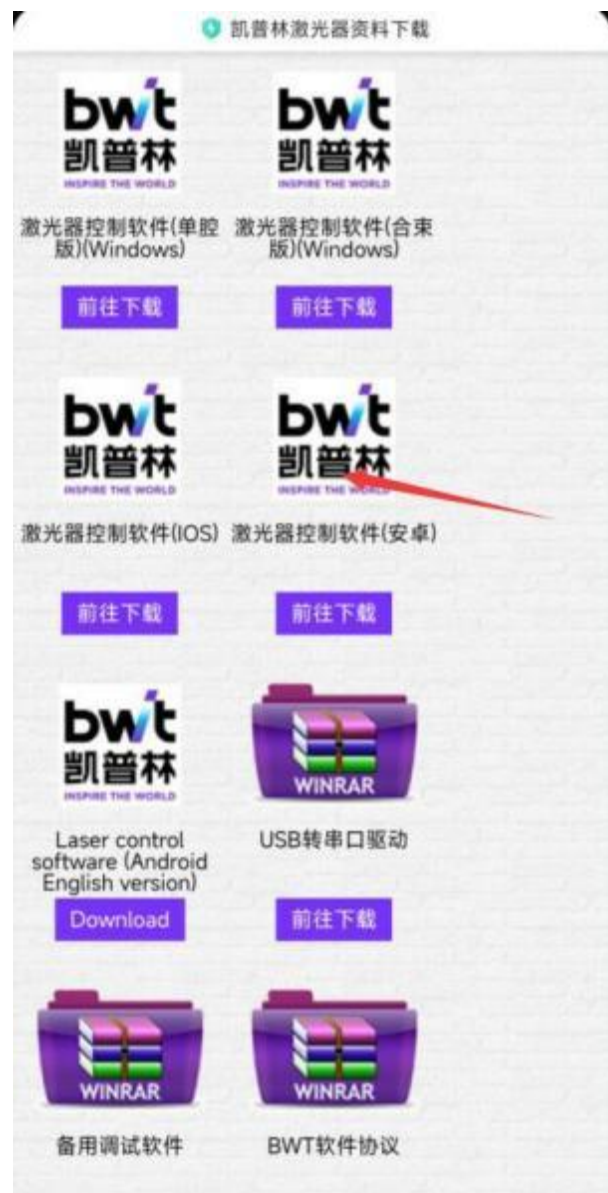 凯普林激光器资料下载
bwt
凯普林
INSPIRE THE WORLD
bwt
凯普林
INSPIRE THE WORLD
激光器控制软件(单腔
版)(Windows)
激光器控制软件(合束
版)(Windows)
前往下载
前往下载
bwt
凯普林
INSPIRE THE WORLD
bwt
凯普林
INSPIRE THE WORLD
激光器控制软件(IOS)
激光器控制软件(安卓)
前往下载
前往下载
bwt
凯普林
INSPIRE THE WORLD
WINRAR
Laser control
software (Android
English version)
USB转串口驱动
Download
前往下载
WINRAR
WINRAR
备用调试软件
BWT软件协议